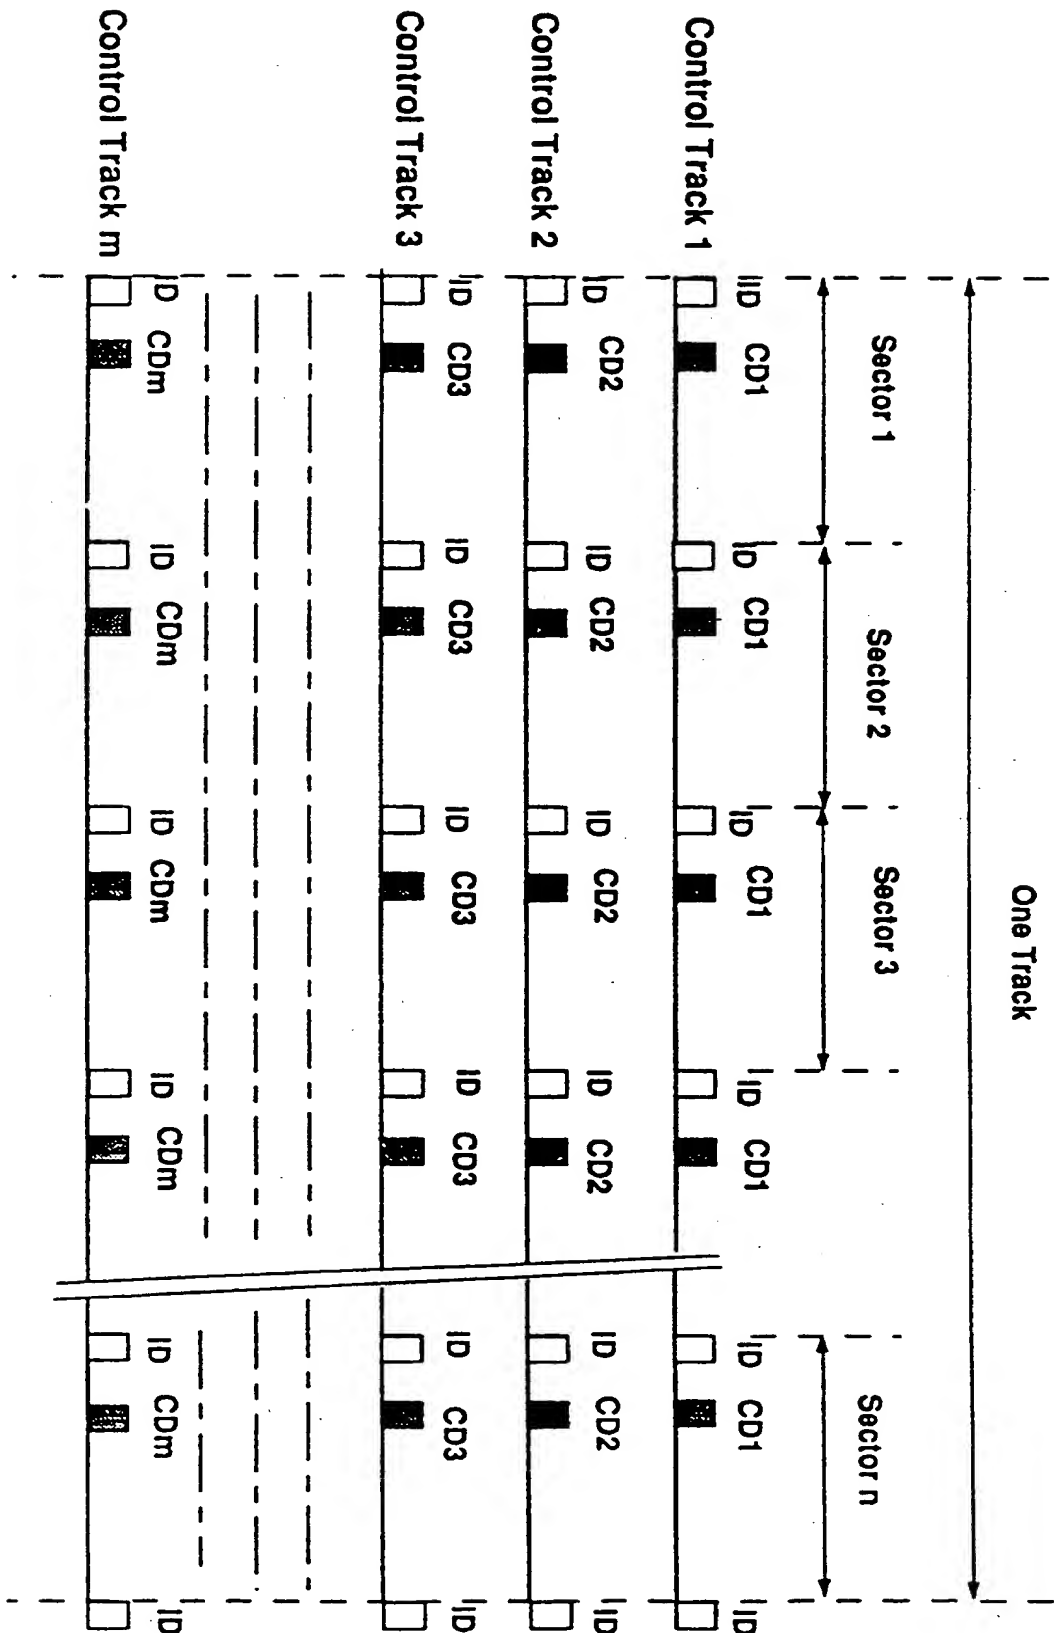 One Track
Sector 1 Sector 2 Sector 3 Sector n
ID CD1 ID CD1 ID CD1 ID CD1 ID CD1 ID
Control Track 1
ID CD2 ID CD2 ID CD2 ID CD2 ID CD2 ID
Control Track 2
ID CD3 ID CD3 ID CD3 ID CD3 ID CD3 ID
Control Track 3
ID CDm ID CDm ID CDm ID CDm ID CDm ID
Control Track m